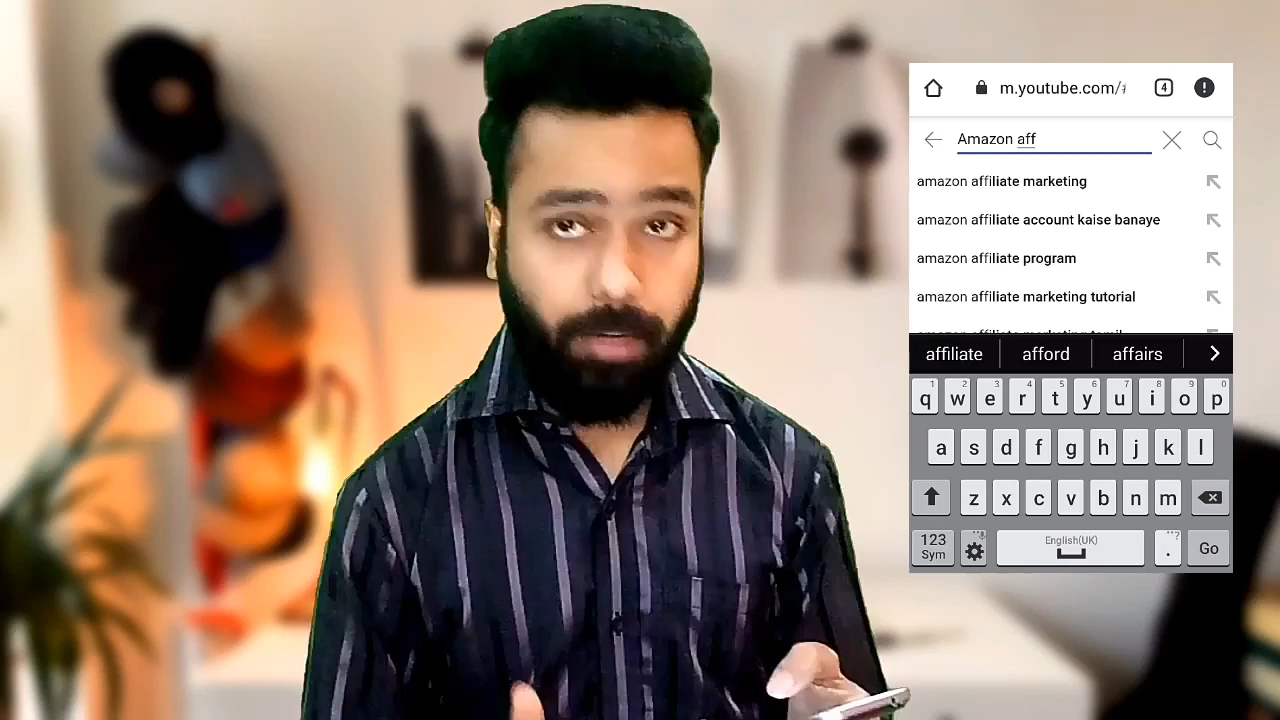 m.youtube.com/
4
Amazon aff
amazon affiliate marketing
amazon affiliate account kaise banaye
amazon affiliate program
amazon affiliate marketing tutorial
affiliate afford affairs
1 2 3 4 5 6 7 8 9 0
q w e r t y u i o p
a s d f g h j k l
z x c v b n m
123
Sym
English(UK)
.
Go